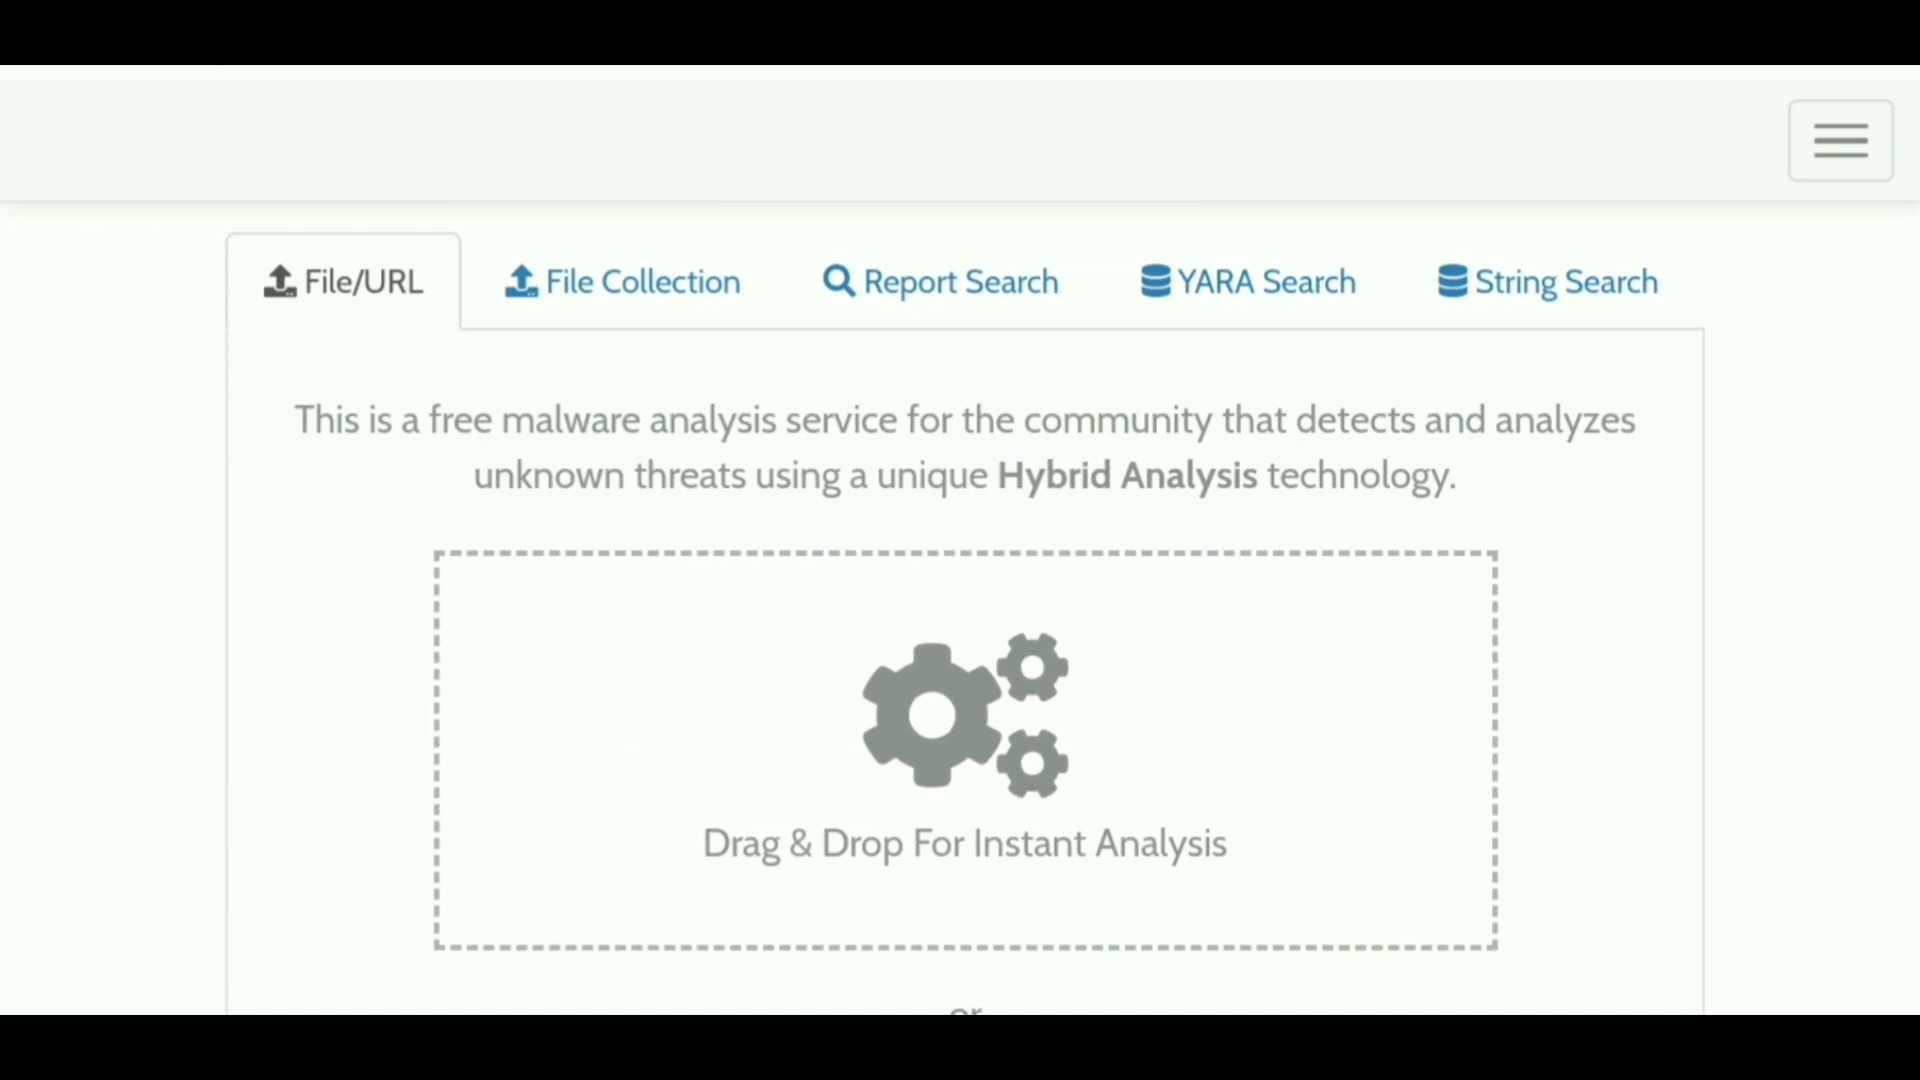 File/URL File Collection Report Search YARA Search String Search
This is a free malware analysis service for the community that detects and analyzes
unknown threats using a unique Hybrid Analysis technology.
Drag & Drop For Instant Analysis
or